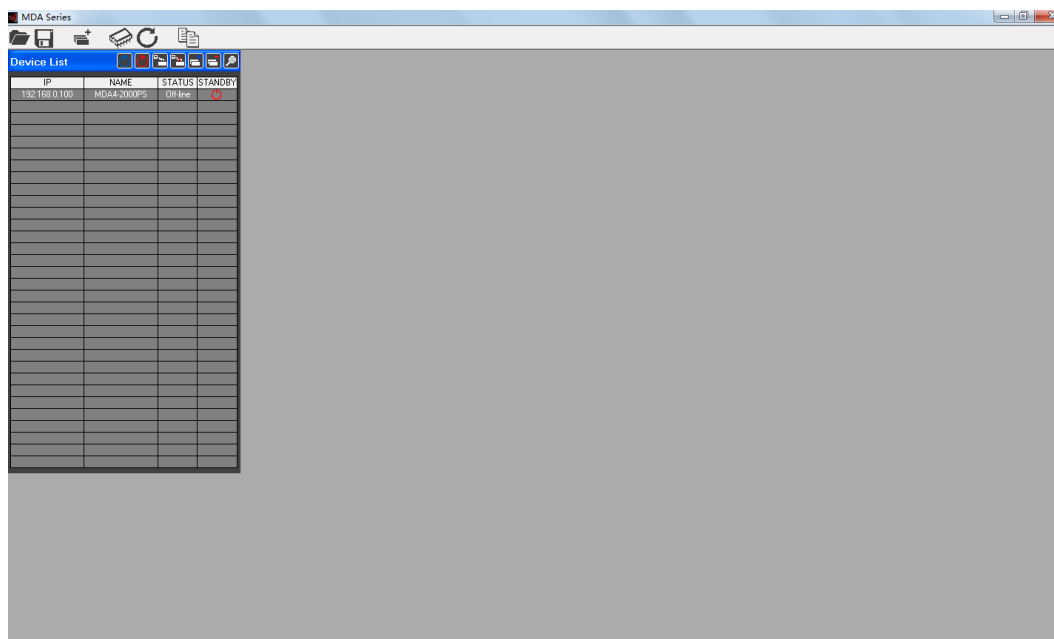 MDA Series
Device List
IP NAME STATUS STANDBY
192.168.0.100 MDA4-2000PS Off-line